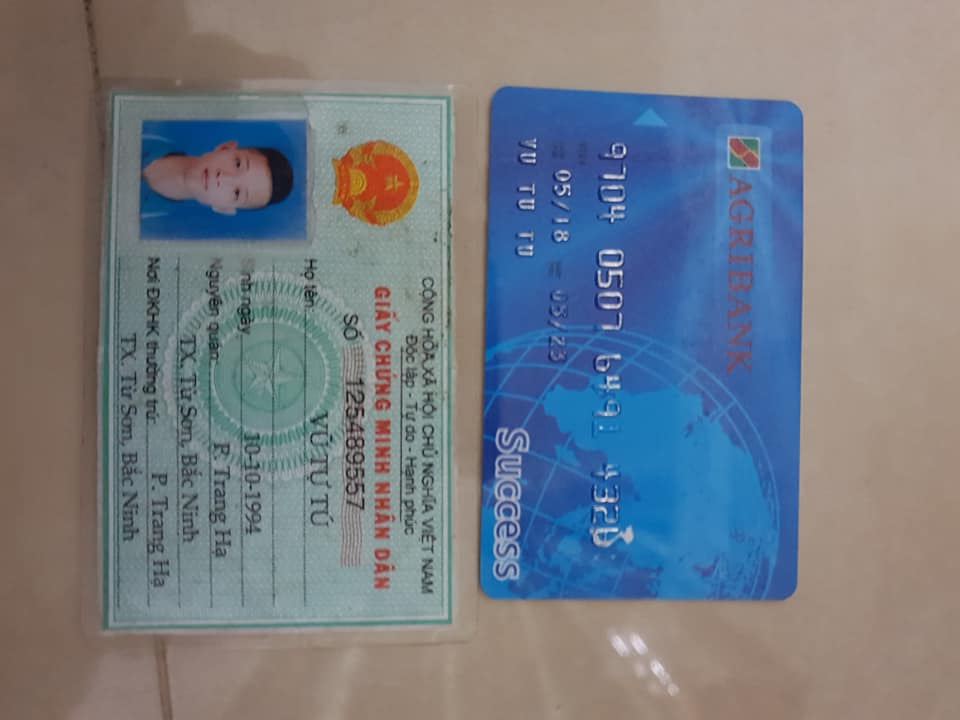 CỘNG HÒA XÃ HỘI CHỦ NGHĨA VIỆT NAM
Độc lập - Tự do - Hạnh phúc
GIẤY CHỨNG MINH NHÂN DÂN
SỐ 125489557
Họ tên: VŨ TỰ TÚ
Sinh ngày: 10-10-1994
Nguyên quán: P. Trang Hạ
TX. Từ Sơn, Bắc Ninh
Nơi ĐKHK thường trú: P. Trang Hạ
TX. Từ Sơn, Bắc Ninh
AGRIBANK
9704 0507 6491
05/18
VU TU TU
Success